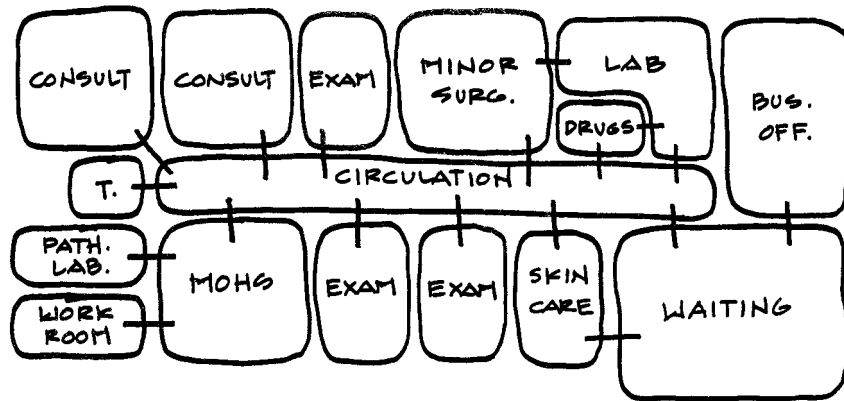 CONSULT
CONSULT
EXAM
MINOR
SURG.
LAB
BUS.
OFF.
DRUGS
T.
CIRCULATION
PATH.
LAB.
WORK
ROOM
MOHS
EXAM
EXAM
SKIN
CARE
WAITING